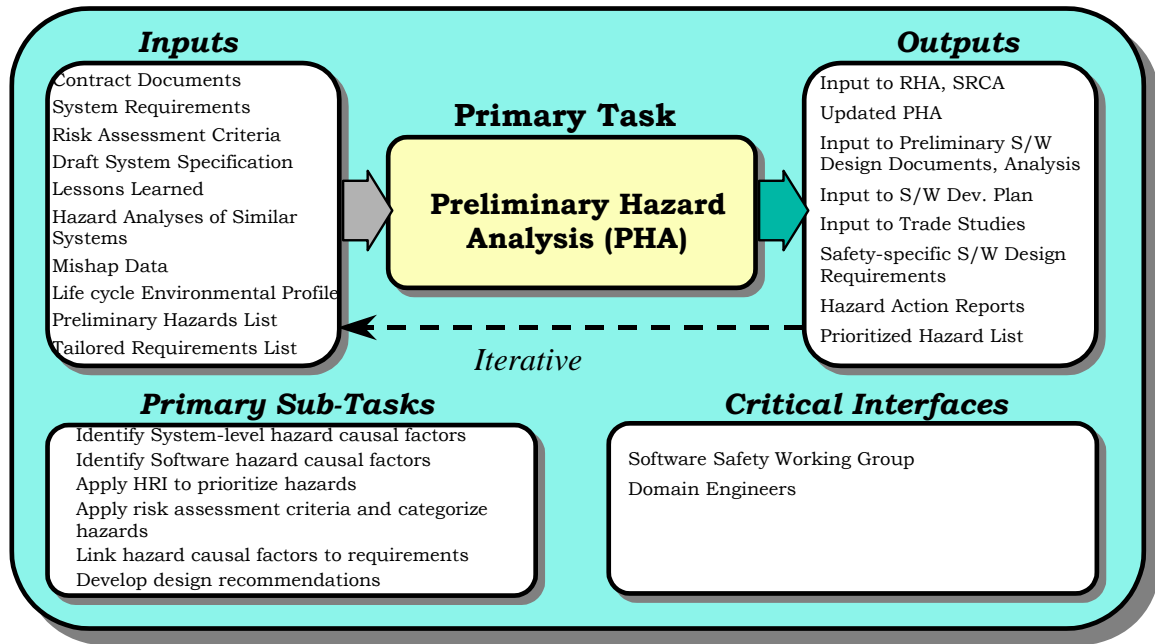 Inputs
Contract Documents
System Requirements
Risk Assessment Criteria
Draft System Specification
Lessons Learned
Hazard Analyses of Similar
Systems
Mishap Data
Life cycle Environmental Profile
Preliminary Hazards List
Tailored Requirements List
Primary Task
Preliminary Hazard
Analysis (PHA)
Iterative
Outputs
Input to RHA, SRCA
Updated PHA
Input to Preliminary S/W
Design Documents, Analysis
Input to S/W Dev. Plan
Input to Trade Studies
Safety-specific S/W Design
Requirements
Hazard Action Reports
Prioritized Hazard List
Primary Sub-Tasks
Identify System-level hazard causal factors
Identify Software hazard causal factors
Apply HRI to prioritize hazards
Apply risk assessment criteria and categorize
hazards
Link hazard causal factors to requirements
Develop design recommendations
Critical Interfaces
Software Safety Working Group
Domain Engineers